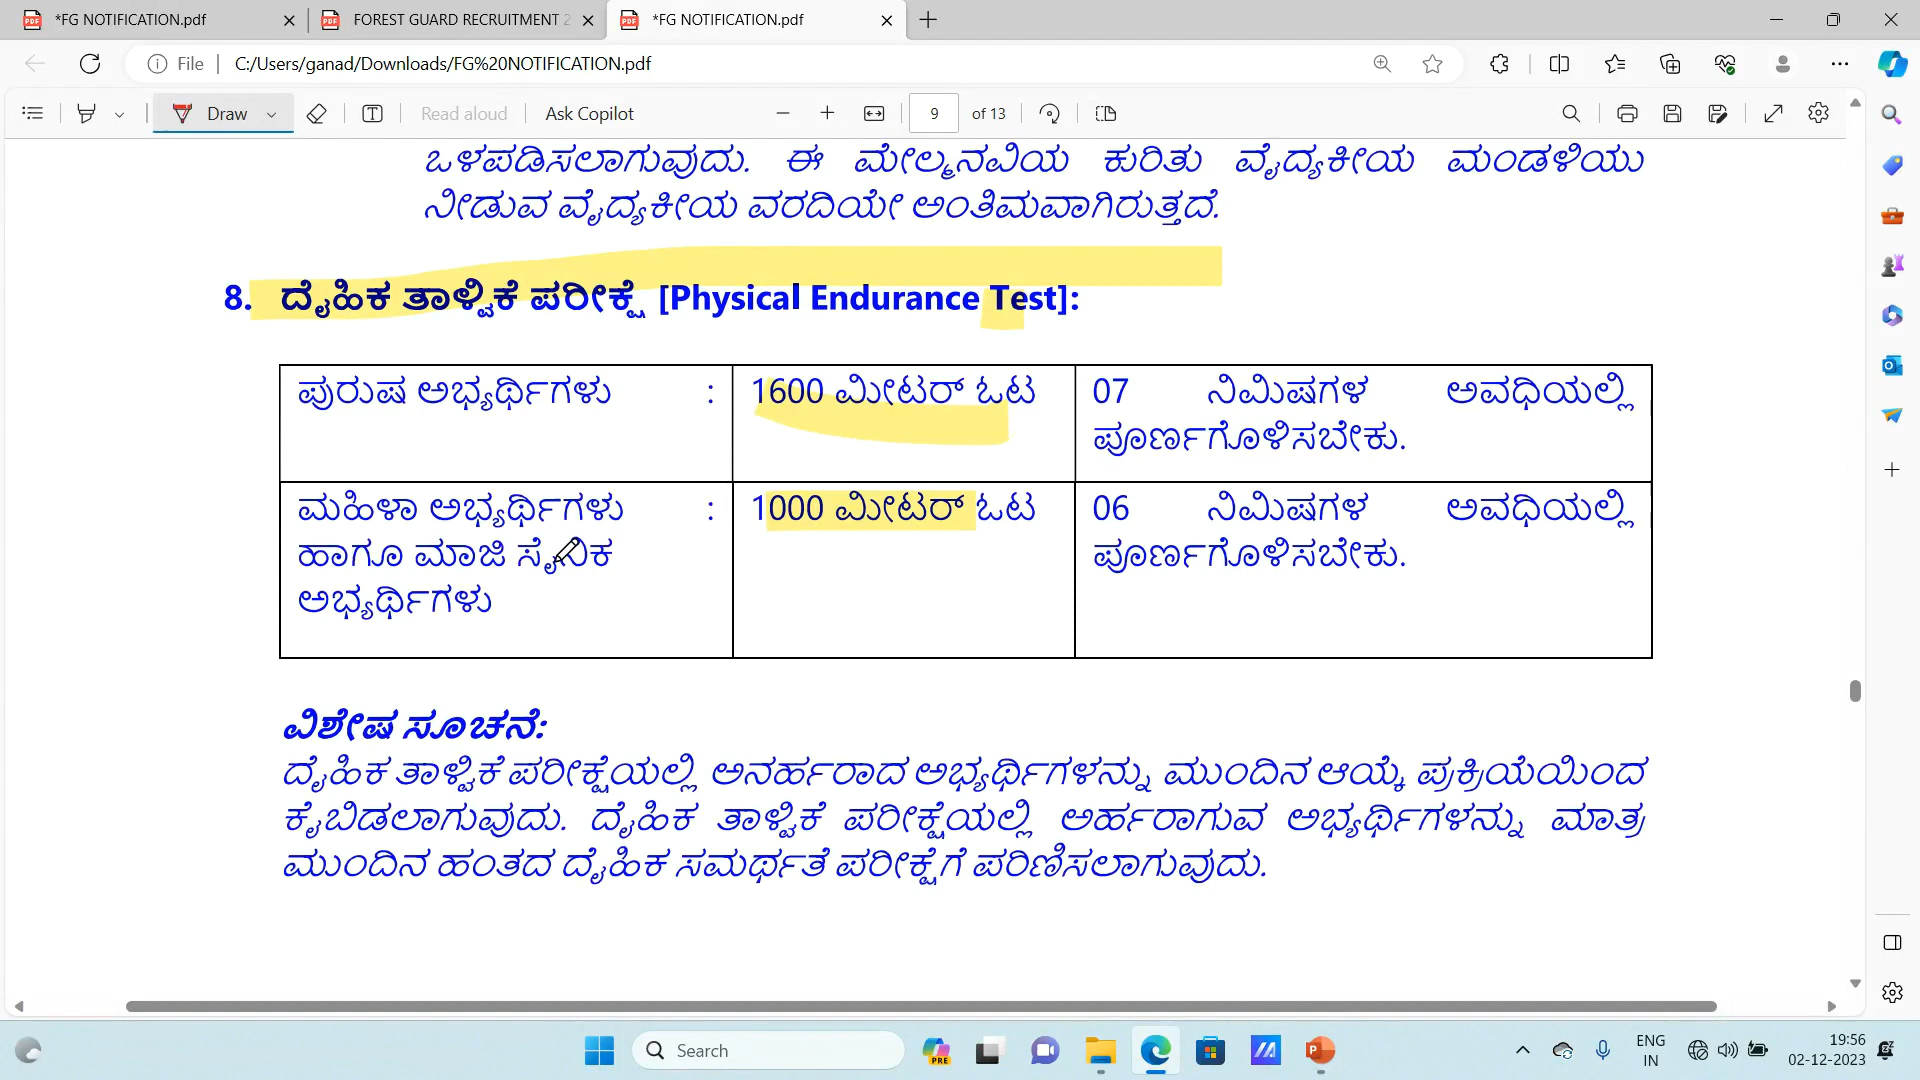 *FG NOTIFICATION.pdf
FOREST GUARD RECRUITMENT 2
*FG NOTIFICATION.pdf
File
C:/Users/ganad/Downloads/FG%20NOTIFICATION.pdf
Draw
Read aloud
Ask Copilot
9 of 13
ಒಳಪಡಿಸಲಾಗುವುದು. ಈ ಮೇಲ್ಮನವಿಯ ಕುರಿತು ವೈದ್ಯಕೀಯ ಮಂಡಳಿಯು
ನೀಡುವ ವೈದ್ಯಕೀಯ ವರದಿಯೇ ಅಂತಿಮವಾಗಿರುತ್ತದೆ.
8. ದೈಹಿಕ ತಾಳ್ವಿಕೆ ಪರೀಕ್ಷೆ [Physical Endurance Test]:
ಪುರುಷ ಅಭ್ಯರ್ಥಿಗಳು : 1600 ಮೀಟರ್ ಓಟ 07 ನಿಮಿಷಗಳ ಅವಧಿಯಲ್ಲಿ
ಪೂರ್ಣಗೊಳಿಸಬೇಕು.
ಮಹಿಳಾ ಅಭ್ಯರ್ಥಿಗಳು : 1000 ಮೀಟರ್ ಓಟ 06 ನಿಮಿಷಗಳ ಅವಧಿಯಲ್ಲಿ
ಹಾಗೂ ಮಾಜಿ ಸೈನಿಕ ಪೂರ್ಣಗೊಳಿಸಬೇಕು.
ಅಭ್ಯರ್ಥಿಗಳು
ವಿಶೇಷ ಸೂಚನೆ:
ದೈಹಿಕ ತಾಳ್ವಿಕೆ ಪರೀಕ್ಷೆಯಲ್ಲಿ ಅನರ್ಹರಾದ ಅಭ್ಯರ್ಥಿಗಳನ್ನು ಮುಂದಿನ ಆಯ್ಕೆ ಪ್ರಕ್ರಿಯೆಯಿಂದ
ಕೈಬಿಡಲಾಗುವುದು. ದೈಹಿಕ ತಾಳ್ವಿಕೆ ಪರೀಕ್ಷೆಯಲ್ಲಿ ಅರ್ಹರಾಗುವ ಅಭ್ಯರ್ಥಿಗಳನ್ನು ಮಾತ್ರ
ಮುಂದಿನ ಹಂತದ ದೈಹಿಕ ಸಮರ್ಥತೆ ಪರೀಕ್ಷೆಗೆ ಪರಿಣಿಸಲಾಗುವುದು.
Search
PRE
ENG
IN
19:56
02-12-2023